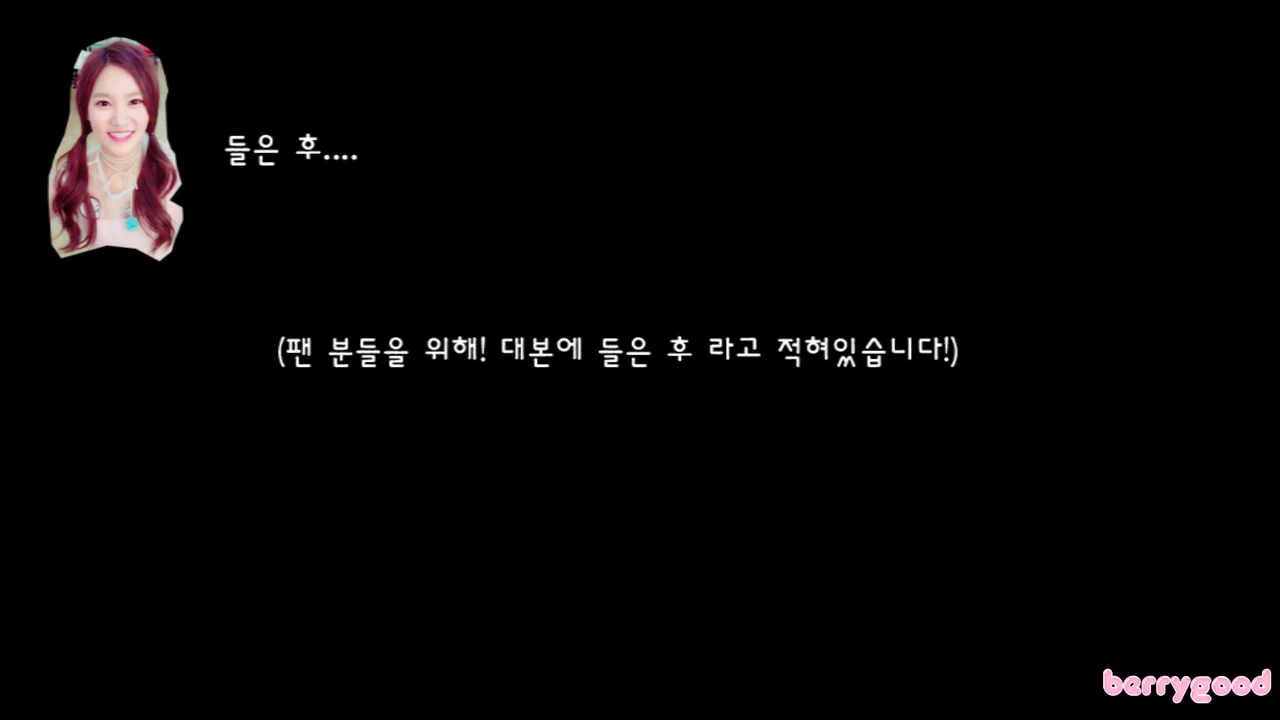 들은 후....
(팬 분들을 위해! 대본에 들은 후 라고 적혀있습니다!)
berrygood